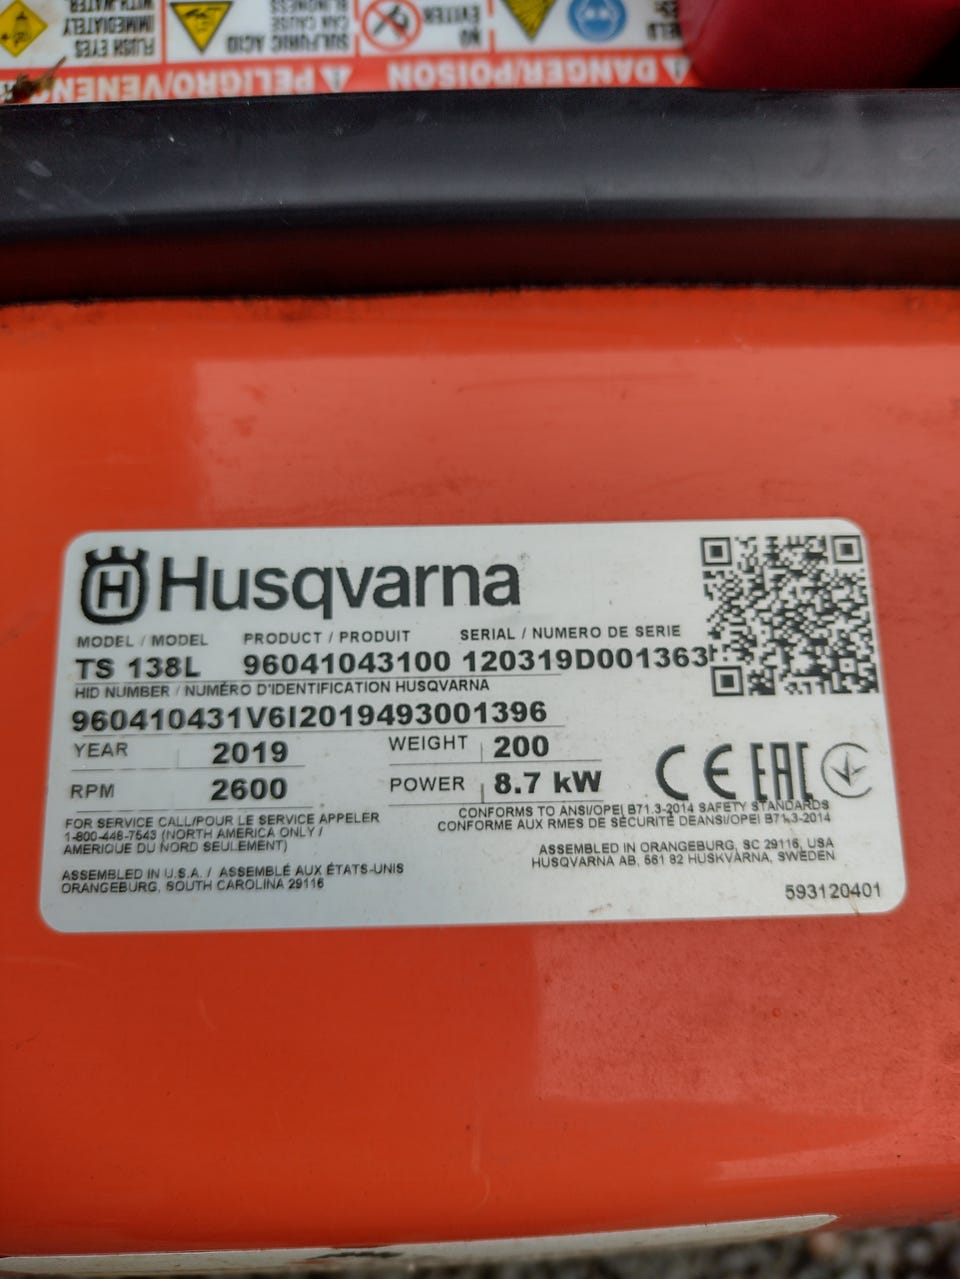 FLUSH EYES
IMMEDIATELY
WITH WATER
SULFURIC ACID
CAN CAUSE
BLINDNESS
NO
EVITER
DANGER/POISON
PELIGRO/VENENO
Husqvarna
MODEL / MODEL PRODUCT / PRODUIT SERIAL / NUMERO DE SERIE
TS 138L 96041043100 120319D001363
HID NUMBER / NUMÉRO D'IDENTIFICATION HUSQVARNA
960410431V6I2019493001396
YEAR 2019 WEIGHT 200
RPM 2600 POWER 8.7 kW
CE EAC
FOR SERVICE CALL/POUR LE SERVICE APPELER
1-800-448-7543 (NORTH AMERICA ONLY /
AMERIQUE DU NORD SEULEMENT)
CONFORMS TO ANSI/OPEI B71.3-2014 SAFETY STANDARDS
CONFORME AUX RMES DE SÉCURITÉ DEANSI/OPEI B71.3-2014
ASSEMBLED IN U.S.A. / ASSEMBLÉ AUX ÉTATS-UNIS
ORANGEBURG, SOUTH CAROLINA 29116
ASSEMBLED IN ORANGEBURG, SC 29116, USA
HUSQVARNA AB, 561 82 HUSKVARNA, SWEDEN
593120401